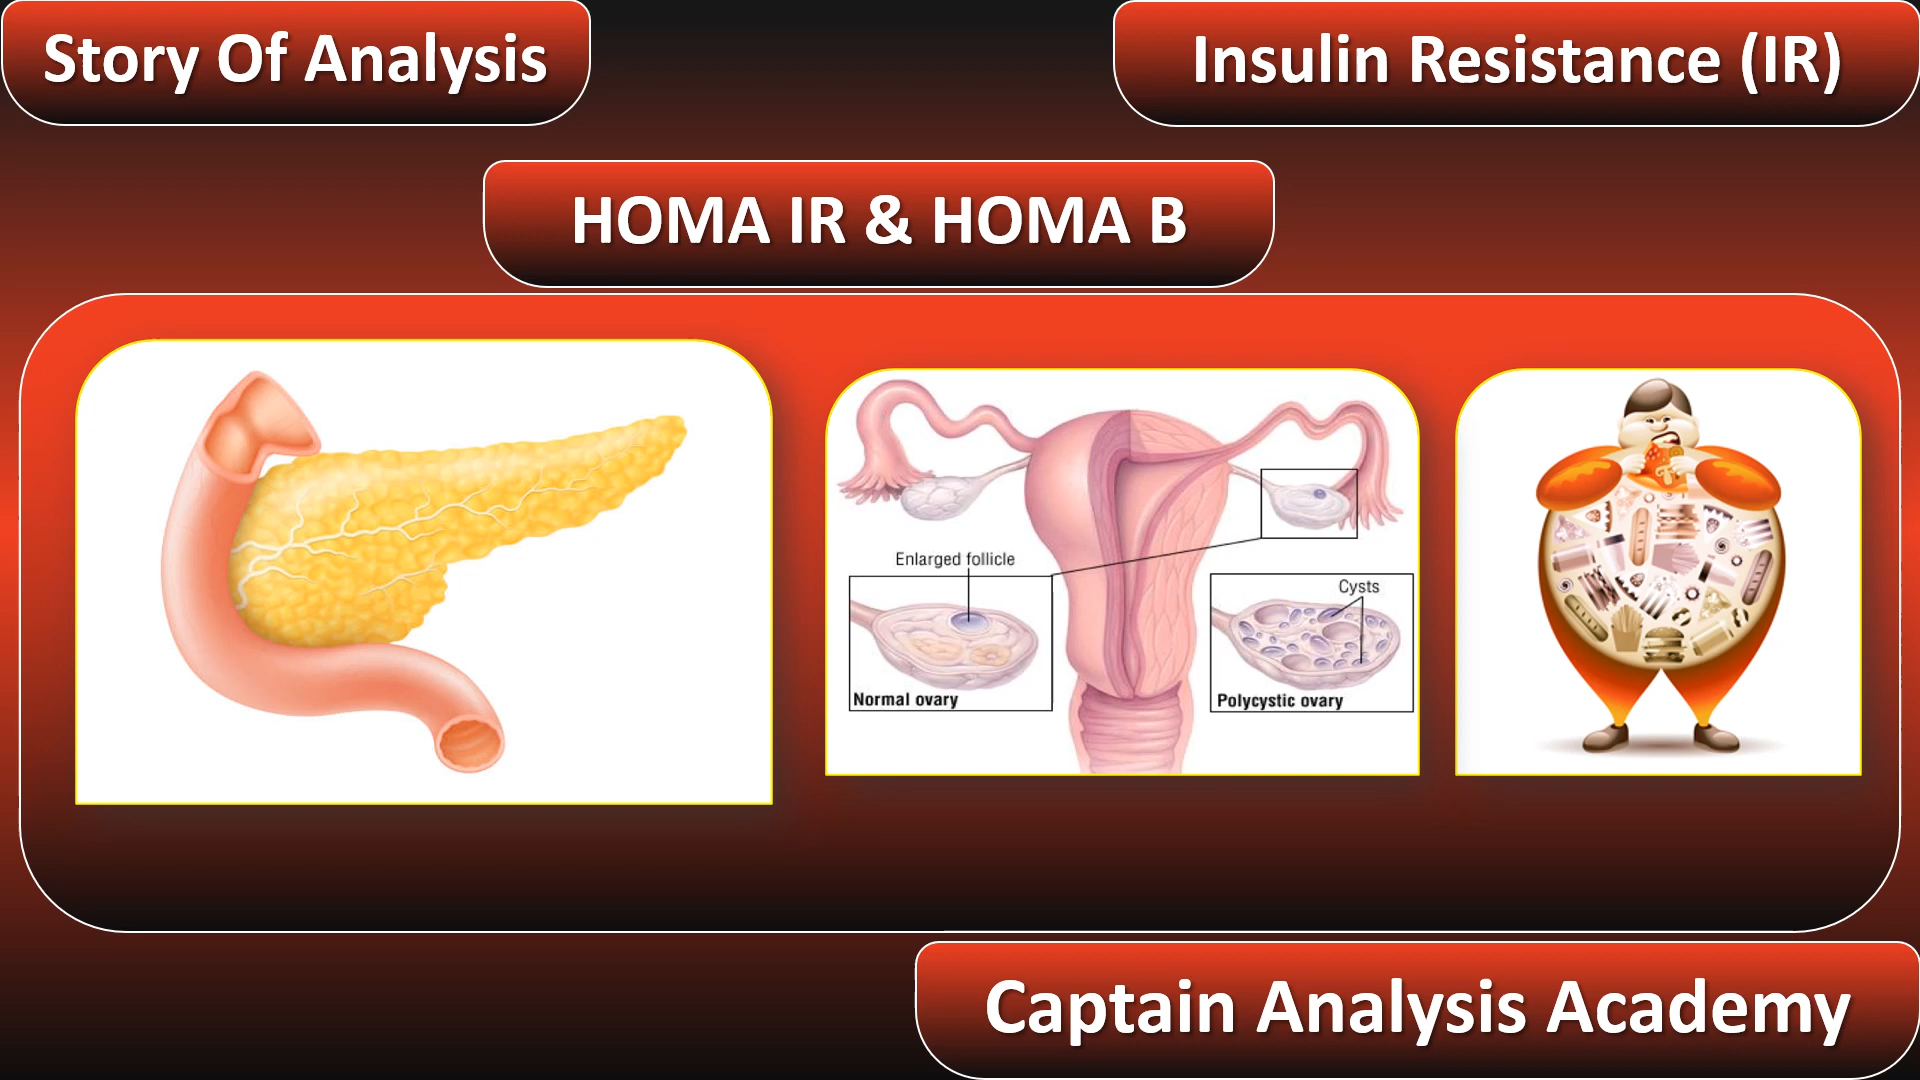 Story Of Analysis
Insulin Resistance (IR)
HOMA IR & HOMA B
Enlarged follicle
Normal ovary
Cysts
Polycystic ovary
Captain Analysis Academy